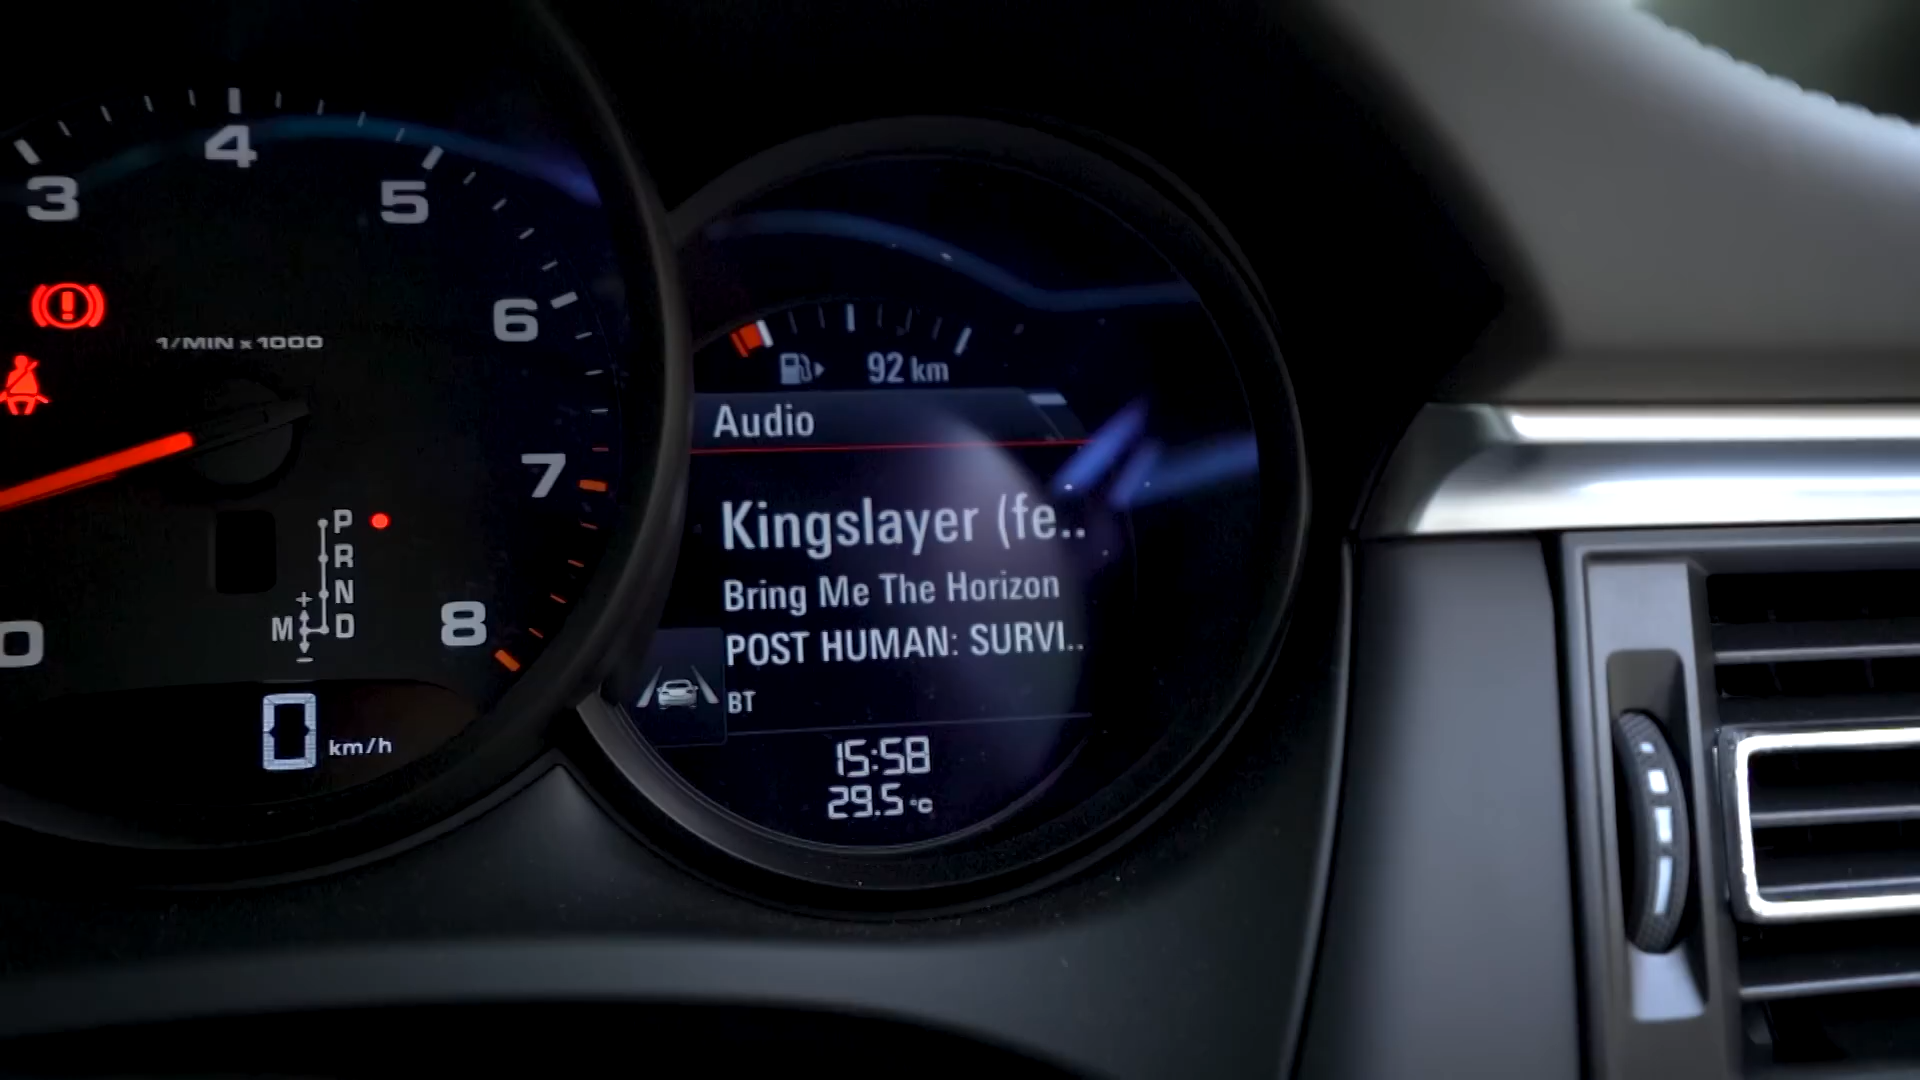 3
4
5
6
7
8
0
1/MIN x 1000
P
R
N
+
M D
-
0 km/h
92 km
Audio
Kingslayer (fe..
Bring Me The Horizon
POST HUMAN: SURVI..
BT
15:58
29.5 °C